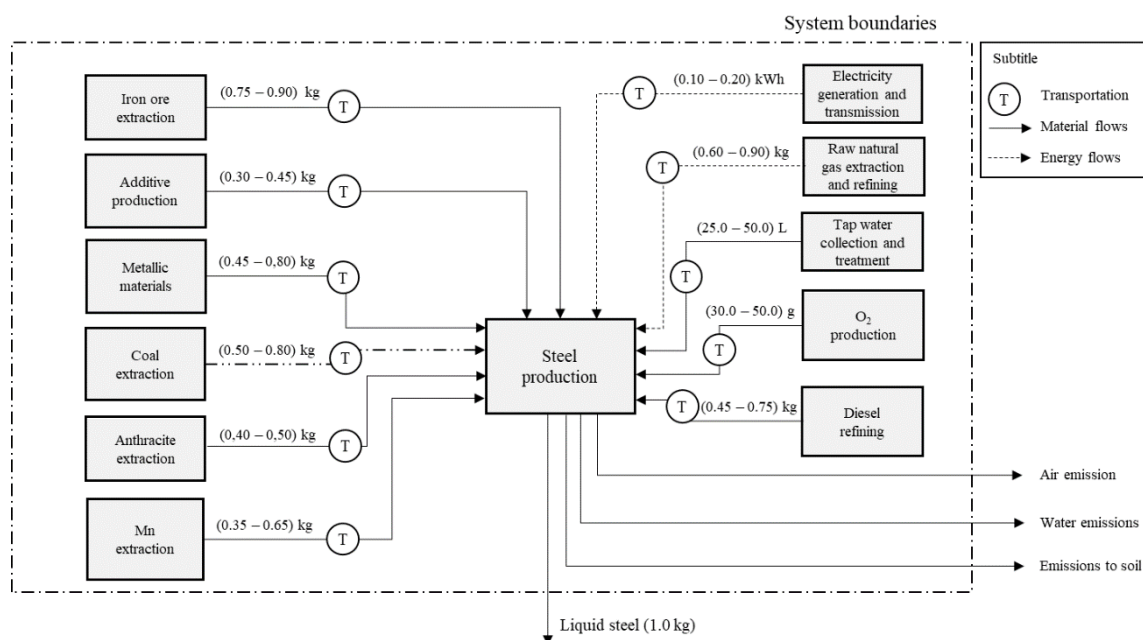 System boundaries
Iron ore
extraction
(0.75 – 0.90) kg
T
Additive
production
(0.30 – 0.45) kg
T
Metallic
materials
(0.45 – 0,80) kg
T
Coal
extraction
(0.50 – 0.80) kg
T
Anthracite
extraction
(0,40 – 0,50) kg
T
Mn
extraction
(0.35 – 0.65) kg
T
Steel
production
T
(0.10 – 0.20) kWh
Electricity
generation and
transmission
T
(0.60 – 0.90) kg
Raw natural
gas extraction
and refining
T
(25.0 – 50.0) L
Tap water
collection and
treatment
T
(30.0 – 50.0) g
O₂
production
T
(0.45 – 0.75) kg
Diesel
refining
Air emission
Water emissions
Emissions to soil
Liquid steel (1.0 kg)
Subtitle
T Transportation
Material flows
Energy flows